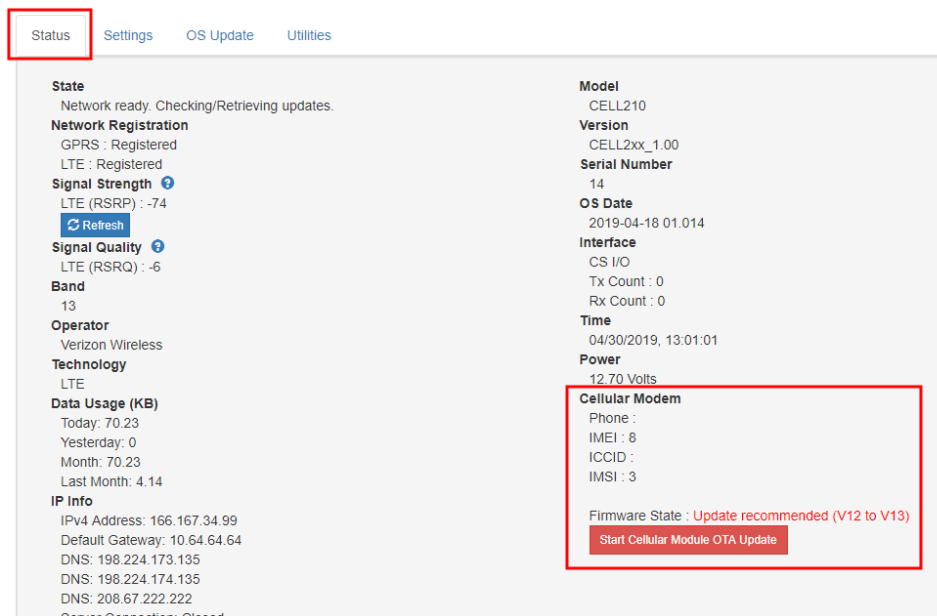 Status Settings OS Update Utilities
State
Network ready. Checking/Retrieving updates.
Network Registration
GPRS : Registered
LTE : Registered
Signal Strength ?
LTE (RSRP) : -74
Refresh
Signal Quality ?
LTE (RSRQ) : -6
Band
13
Operator
Verizon Wireless
Technology
LTE
Data Usage (KB)
Today: 70.23
Yesterday: 0
Month: 70.23
Last Month: 4.14
IP Info
IPv4 Address: 166.167.34.99
Default Gateway: 10.64.64.64
DNS: 198.224.173.135
DNS: 198.224.174.135
DNS: 208.67.222.222
Server Connection: Closed
Model
CELL210
Version
CELL2xx_1.00
Serial Number
14
OS Date
2019-04-18 01.014
Interface
CS I/O
Tx Count : 0
Rx Count : 0
Time
04/30/2019, 13:01:01
Power
12.70 Volts
Cellular Modem
Phone :
IMEI : 8
ICCID :
IMSI : 3
Firmware State : Update recommended (V12 to V13)
Start Cellular Module OTA Update